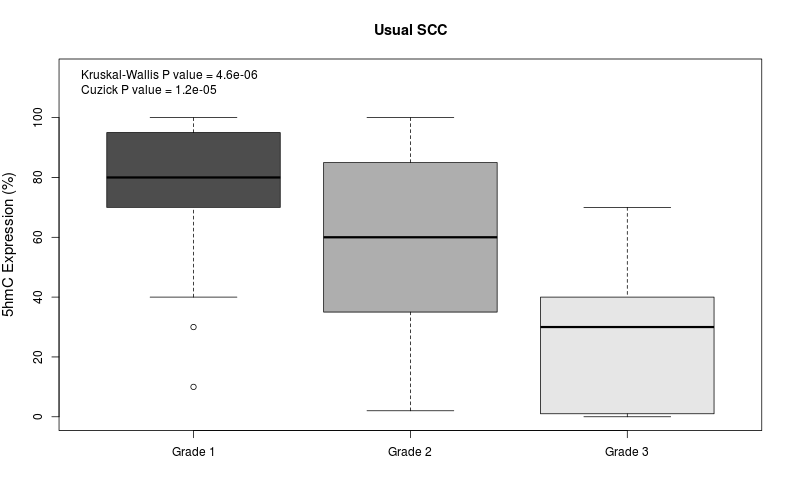 Usual SCC
Kruskal-Wallis P value = 4.6e-06
Cuzick P value = 1.2e-05
5hmC Expression (%)
100
80
60
40
20
0
Grade 1
Grade 2
Grade 3